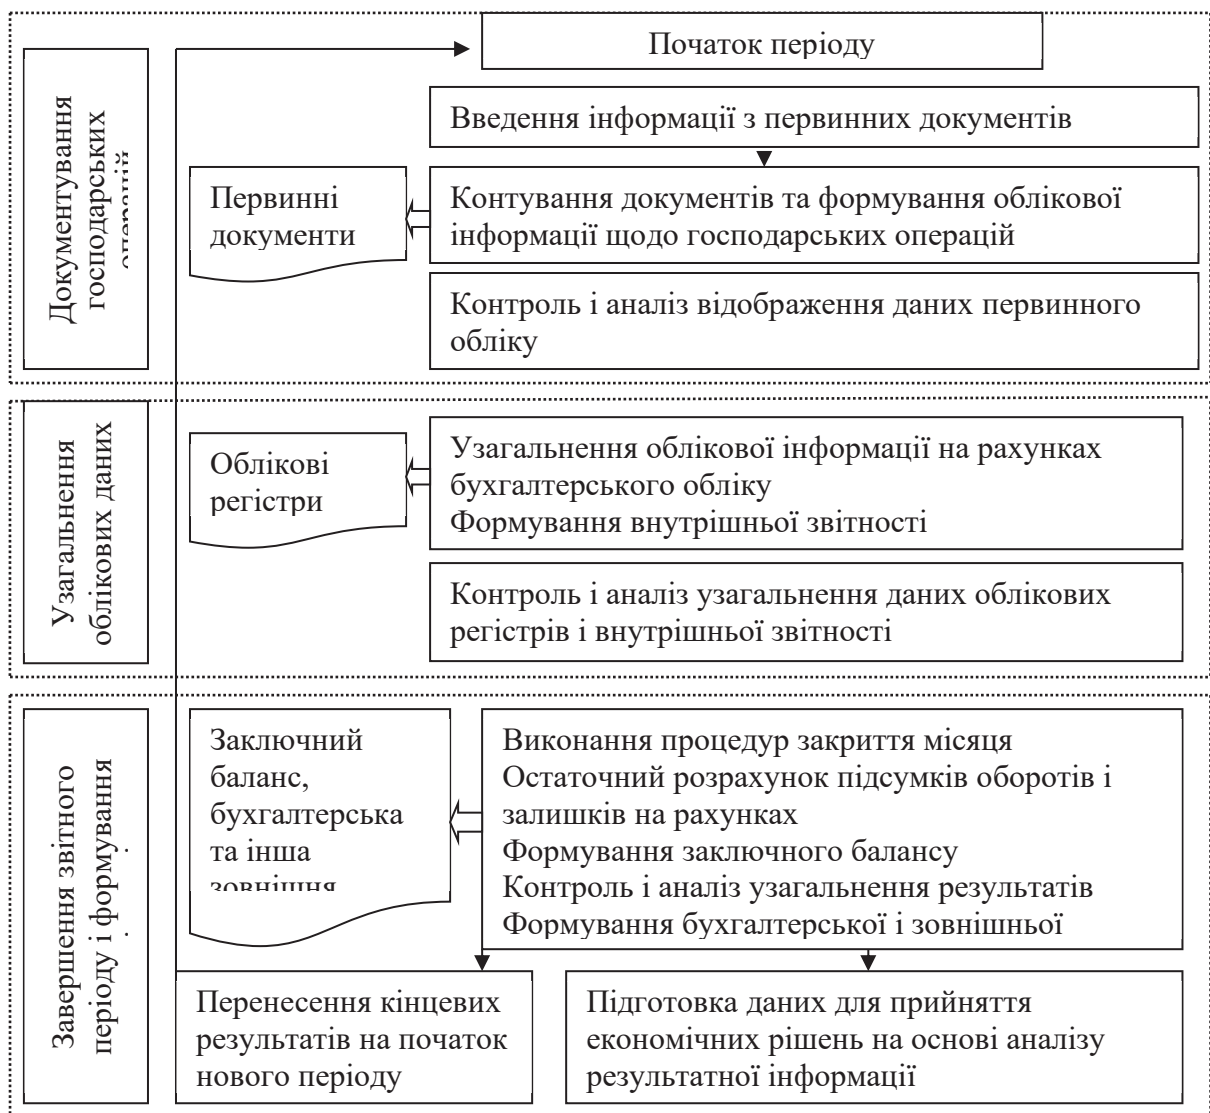 Початок періоду
Документування
господарських
операцій
Введення інформації з первинних документів
Первинні
документи
Контування документів та формування облікової
інформації щодо господарських операцій
Контроль і аналіз відображення даних первинного
обліку
Узагальнення
облікових даних
Облікові
регістри
Узагальнення облікової інформації на рахунках
бухгалтерського обліку
Формування внутрішньої звітності
Контроль і аналіз узагальнення даних облікових
регістрів і внутрішньої звітності
Завершення звітного
періоду і формування
Заключний
баланс,
бухгалтерська
та інша
зовнішня
Виконання процедур закриття місяця
Остаточний розрахунок підсумків оборотів і
залишків на рахунках
Формування заключного балансу
Контроль і аналіз узагальнення результатів
Формування бухгалтерської і зовнішньої
Перенесення кінцевих
результатів на початок
нового періоду
Підготовка даних для прийняття
економічних рішень на основі аналізу
результатної інформації